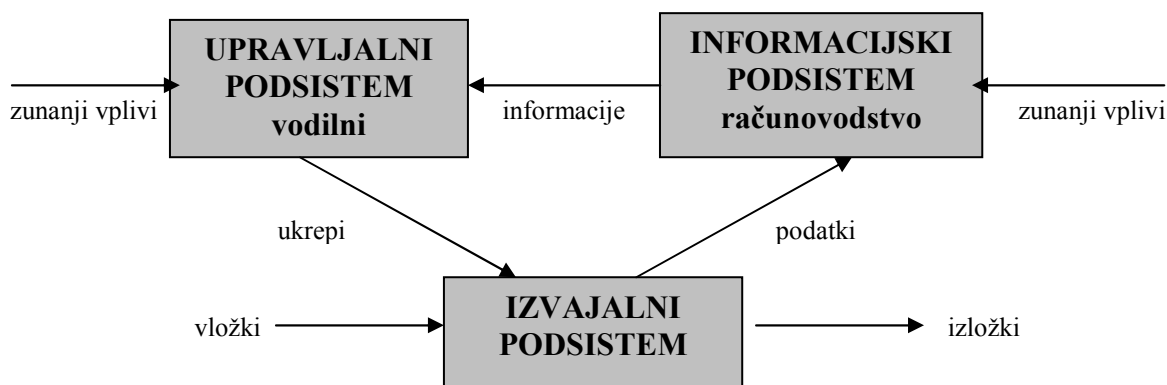 UPRAVLJALNI
PODSISTEM
vodilni
INFORMACIJSKI
PODSISTEM
računovodstvo
zunanji vplivi
informacije
zunanji vplivi
ukrepi
podatki
vložki
IZVAJALNI
PODSISTEM
izložki